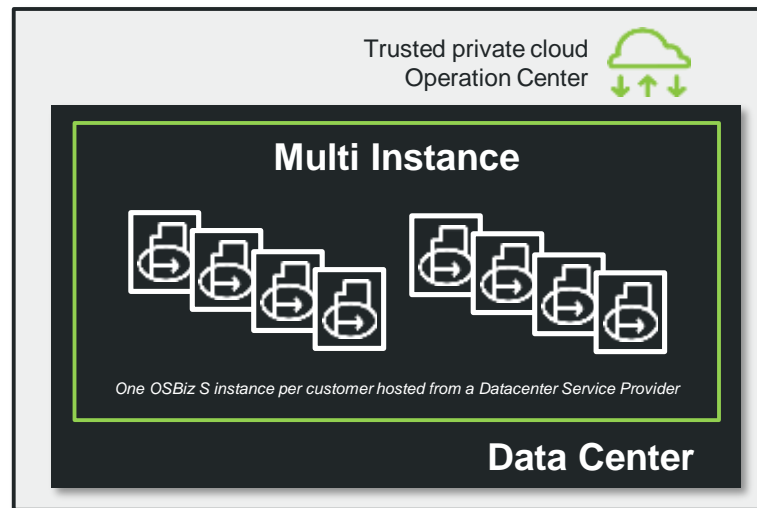 Trusted private cloud
Operation Center
Multi Instance
One OSBiz S instance per customer hosted from a Datacenter Service Provider
Data Center